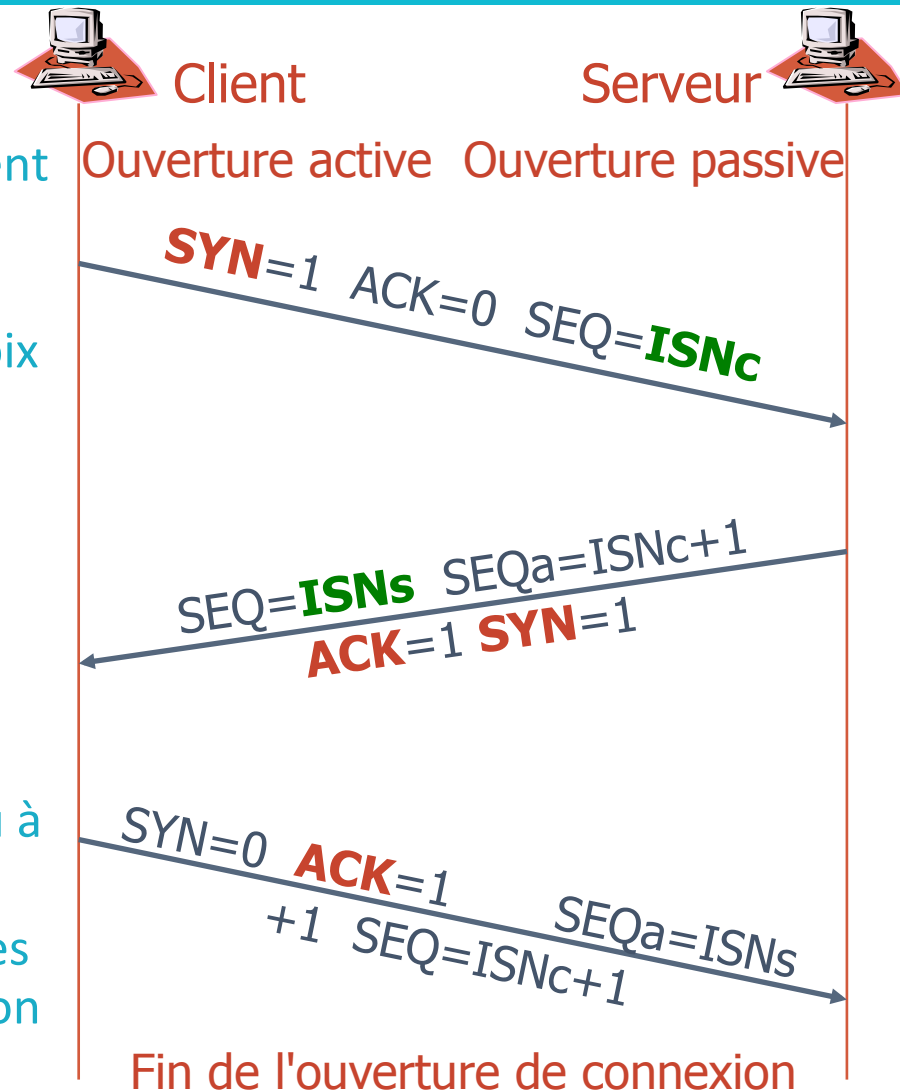 Client Serveur
Ouverture active Ouverture passive
SYN=1 ACK=0 SEQ=ISNc
SEQ=ISNs SEQa=ISNc+1
ACK=1 SYN=1
SYN=0 ACK=1 SEQa=ISNs
+1 SEQ=ISNc+1
à
Fin de l'ouverture de connexion